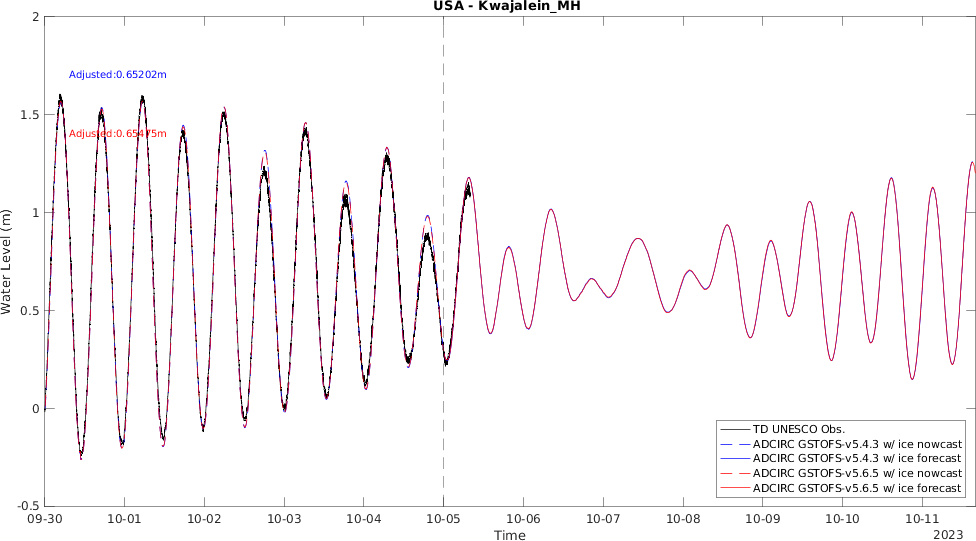 USA - Kwajalein_MH
2
Adjusted:0.65202m
1.5
Adjusted:0.65475m
1
Water Level (m)
0.5
0
TD UNESCO Obs.
ADCIRC GSTOFS-v5.4.3 w/ ice nowcast
ADCIRC GSTOFS-v5.4.3 w/ ice forecast
ADCIRC GSTOFS-v5.6.5 w/ ice nowcast
ADCIRC GSTOFS-v5.6.5 w/ ice forecast
-0.5
09-30 10-01 10-02 10-03 10-04 10-05 10-06 10-07 10-08 10-09 10-10 10-11
Time
2023